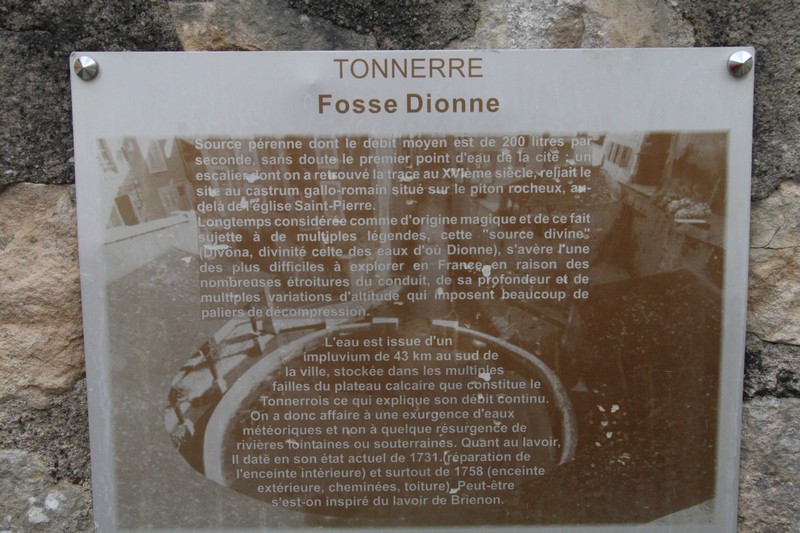 TONNERRE
Fosse Dionne
Source pérenne dont le débit moyen est de 200 litres par
seconde, sans doute le premier point d'eau de la cité ; un
escalier dont on a retrouvé la trace au XVIème siècle, reliait le
site au castrum gallo-romain situé sur le piton rocheux, au-
delà de l'église Saint-Pierre.
Longtemps considérée comme d'origine magique et de ce fait
sujette à de multiples légendes, cette "source divine"
(Divona, divinité celte des eaux d'où Dionne), s'avère l'une
des plus difficiles à explorer en France en raison des
nombreuses étroitures du conduit, de sa profondeur et de
multiples variations d'altitude qui imposent beaucoup de
paliers de décompression.
L'eau est issue d'un
impluvium de 43 km au sud de
la ville, stockée dans les multiples
failles du plateau calcaire que constitue le
Tonnerrois ce qui explique son débit continu.
On a donc affaire à une exurgence d'eaux
météoriques et non à quelque résurgence de
rivières lointaines ou souterraines. Quant au lavoir,
Il date en son état actuel de 1731 (réparation de
l'enceinte intérieure) et surtout de 1758 (enceinte
extérieure, cheminées, toiture). Peut-être
s'est-on inspiré du lavoir de Brienon.